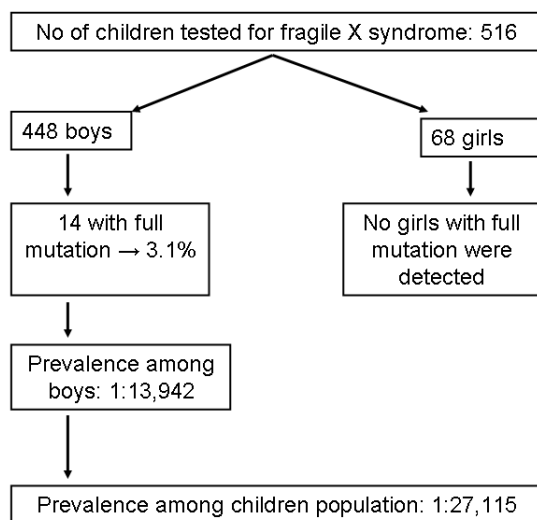 No of children tested for fragile X syndrome: 516
448 boys
68 girls
14 with full
mutation → 3.1%
No girls with full
mutation were
detected
Prevalence among
boys: 1:13,942
Prevalence among children population: 1:27,115